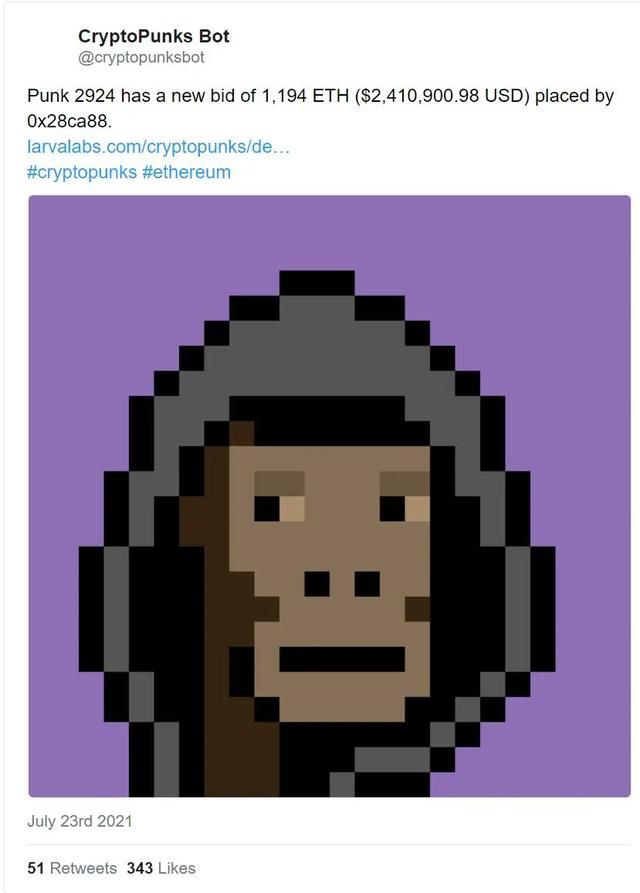 CryptoPunks Bot
@cryptopunksbot
Punk 2924 has a new bid of 1,194 ETH ($2,410,900.98 USD) placed by
0x28ca88.
larvalabs.com/cryptopunks/de…
#cryptopunks #ethereum
July 23rd 2021
51 Retweets 343 Likes